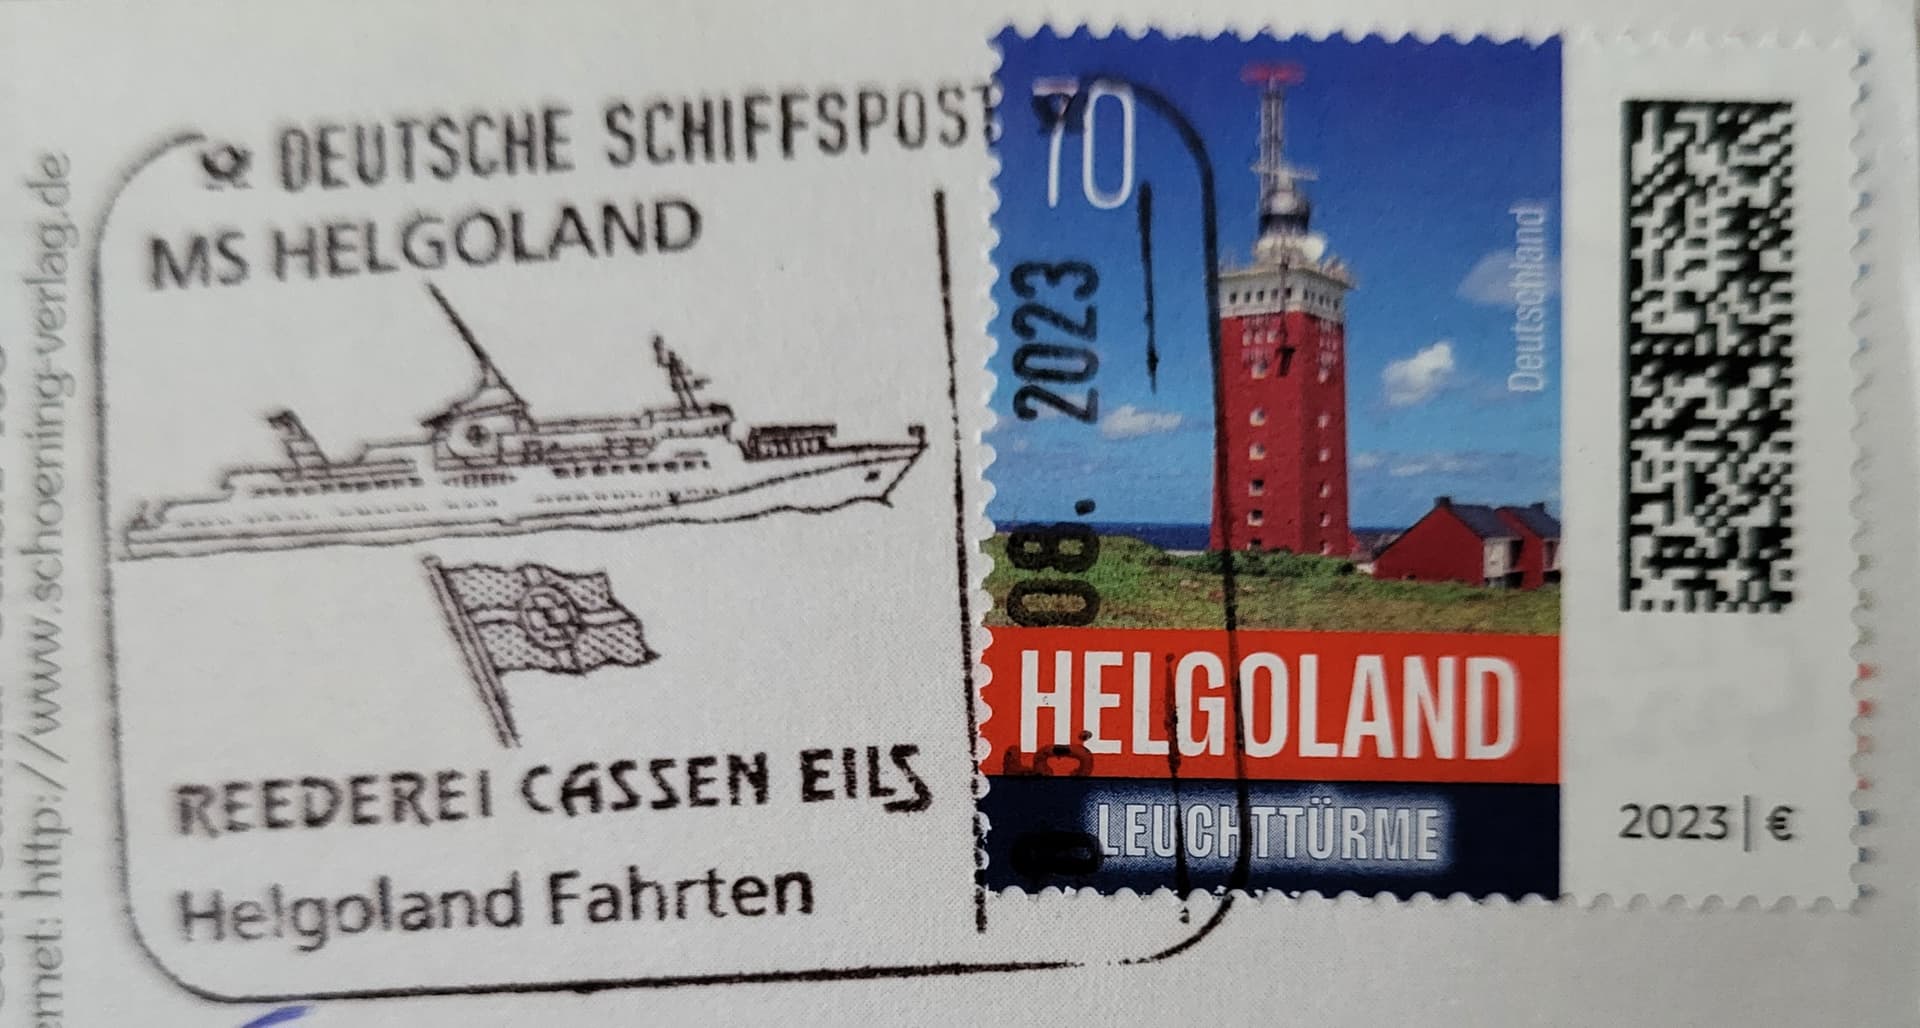 DEUTSCHE SCHIFFSPOST
MS HELGOLAND
REEDEREI CASSEN EILS
Helgoland Fahrten
08. 2023
70
Deutschland
HELGOLAND
LEUCHTTÜRME
2023 | €
ernet: http://www.schoening-verlag.de